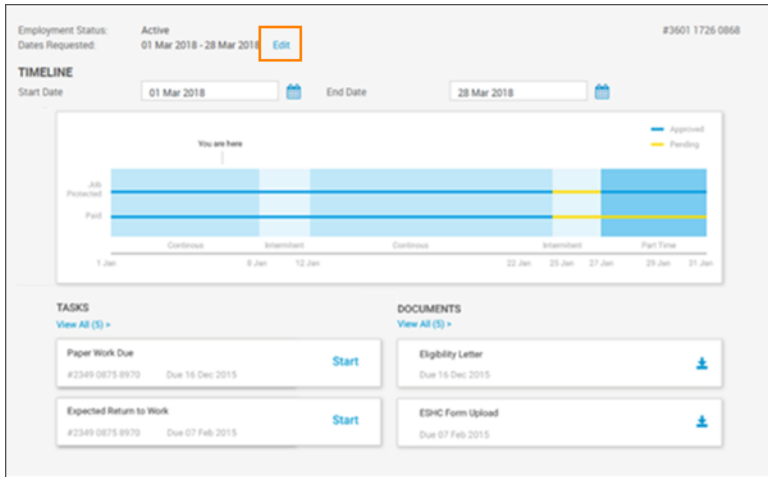 Employment Status: Active #3601 1726 0868
Dates Requested: 01 Mar 2018 - 28 Mar 2018 Edit
TIMELINE
Start Date 01 Mar 2018 End Date 28 Mar 2018
Approved
You are here Pending
Job
Protected
Paid
Continous Intermitent Continous Intermitent Part Time
1 Jan 8 Jan 12 Jan 22 Jan 25 Jan 27 Jan 29 Jan 31 Jan
TASKS DOCUMENTS
View All (5) > View All (5) >
Paper Work Due Start Eligibility Letter
#2349 0875 8970 Due 16 Dec 2015 Due 16 Dec 2015
Expected Return to Work Start ESHC Form Upload
#2349 0875 8970 Due 07 Feb 2015 Due 07 Feb 2015